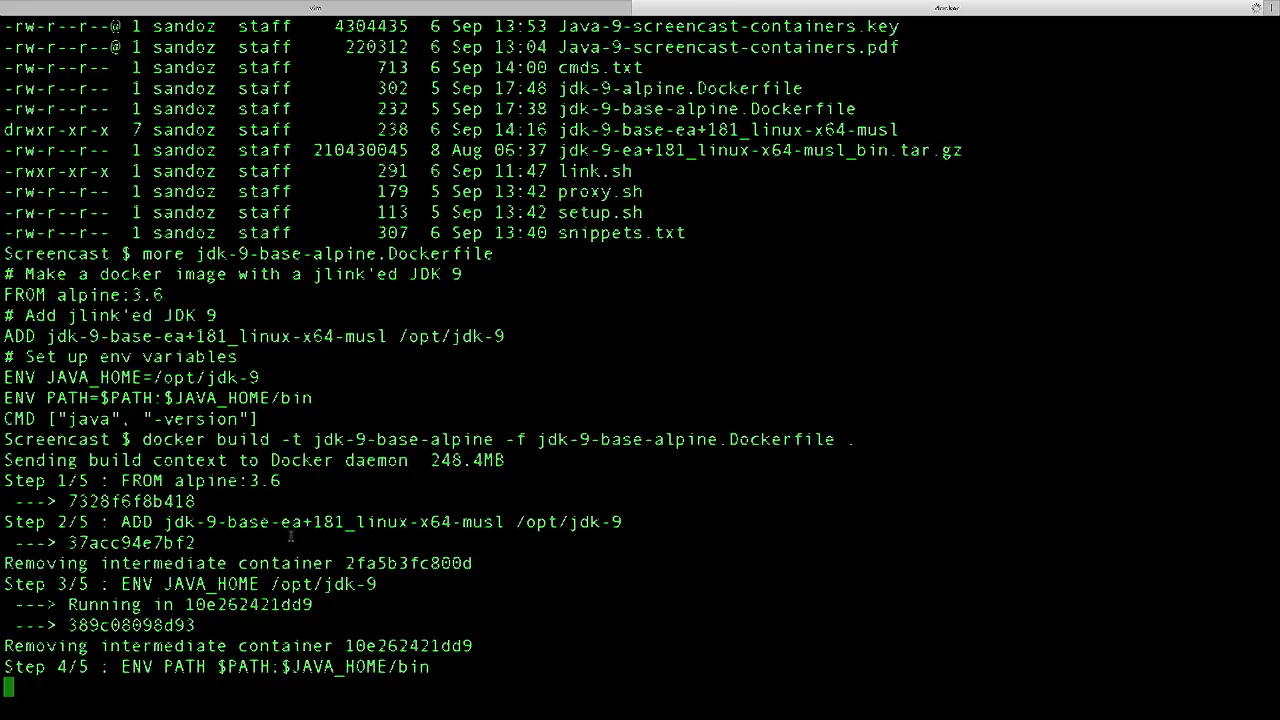 vim
docker
-rw-r--r--@ 1 sandoz  staff    4304435  6 Sep 13:53 Java-9-screencast-containers.key
-rw-r--r--@ 1 sandoz  staff     220312  6 Sep 13:04 Java-9-screencast-containers.pdf
-rw-r--r--  1 sandoz  staff        713  6 Sep 14:00 cmds.txt
-rw-r--r--  1 sandoz  staff        302  5 Sep 17:48 jdk-9-alpine.Dockerfile
-rw-r--r--  1 sandoz  staff        232  5 Sep 17:38 jdk-9-base-alpine.Dockerfile
drwxr-xr-x  7 sandoz  staff        238  6 Sep 14:16 jdk-9-base-ea+181_linux-x64-musl
-rw-r--r--  1 sandoz  staff  210430045  8 Aug 06:37 jdk-9-ea+181_linux-x64-musl_bin.tar.gz
-rwxr-xr-x  1 sandoz  staff        291  6 Sep 11:47 link.sh
-rw-r--r--  1 sandoz  staff        179  5 Sep 13:42 proxy.sh
-rw-r--r--  1 sandoz  staff        113  5 Sep 13:42 setup.sh
-rw-r--r--  1 sandoz  staff        307  6 Sep 13:40 snippets.txt
Screencast $ more jdk-9-base-alpine.Dockerfile
# Make a docker image with a jlink'ed JDK 9
FROM alpine:3.6
# Add jlink'ed JDK 9
ADD jdk-9-base-ea+181_linux-x64-musl /opt/jdk-9
# Set up env variables
ENV JAVA_HOME=/opt/jdk-9
ENV PATH=$PATH:$JAVA_HOME/bin
CMD ["java", "-version"]
Screencast $ docker build -t jdk-9-base-alpine -f jdk-9-base-alpine.Dockerfile .
Sending build context to Docker daemon  248.4MB
Step 1/5 : FROM alpine:3.6
 ---> 7328f6f8b418
Step 2/5 : ADD jdk-9-base-ea+181_linux-x64-musl /opt/jdk-9
 ---> 37acc94e7bf2
Removing intermediate container 2fa5b3fc800d
Step 3/5 : ENV JAVA_HOME /opt/jdk-9
 ---> Running in 10e262421dd9
 ---> 389c08098d93
Removing intermediate container 10e262421dd9
Step 4/5 : ENV PATH $PATH:$JAVA_HOME/bin